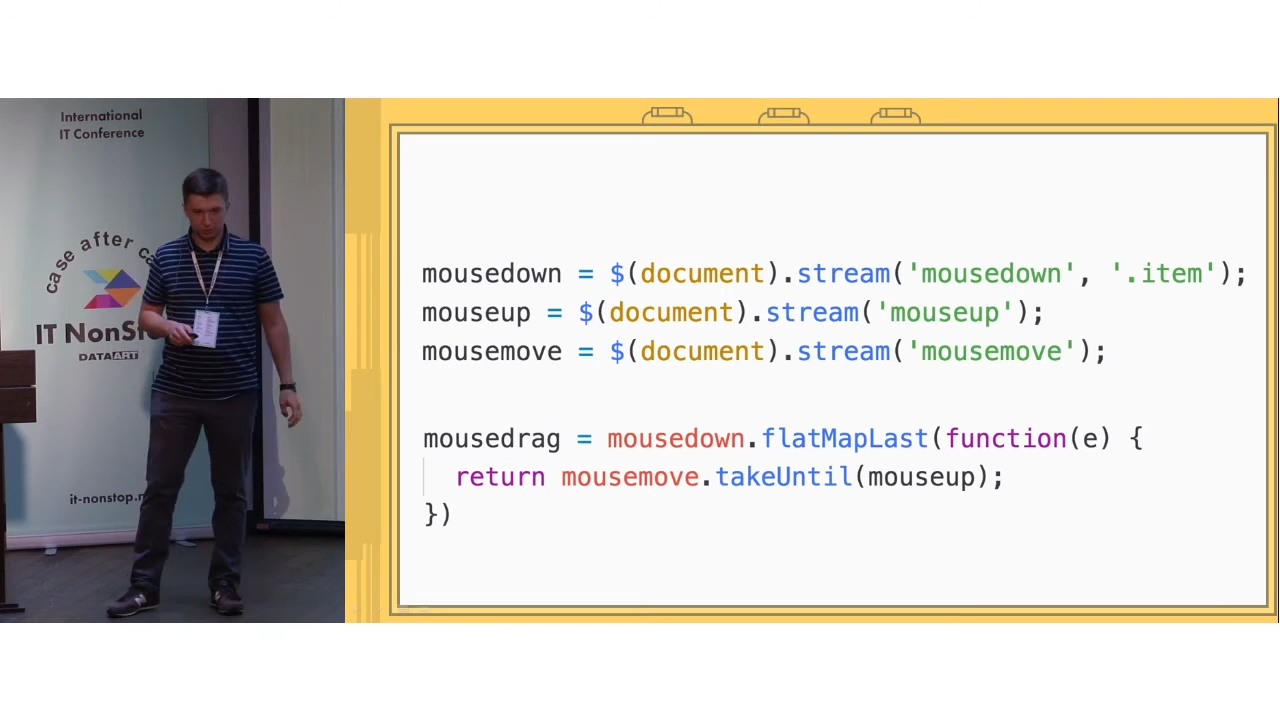 International
IT Conference
case after
IT NonSto
DATAART
it-nonstop.n
mousedown = $(document).stream('mousedown', '.item');
mouseup = $(document).stream('mouseup');
mousemove = $(document).stream('mousemove');
mousedrag = mousedown.flatMapLast(function(e) {
return mousemove.takeUntil(mouseup);
})